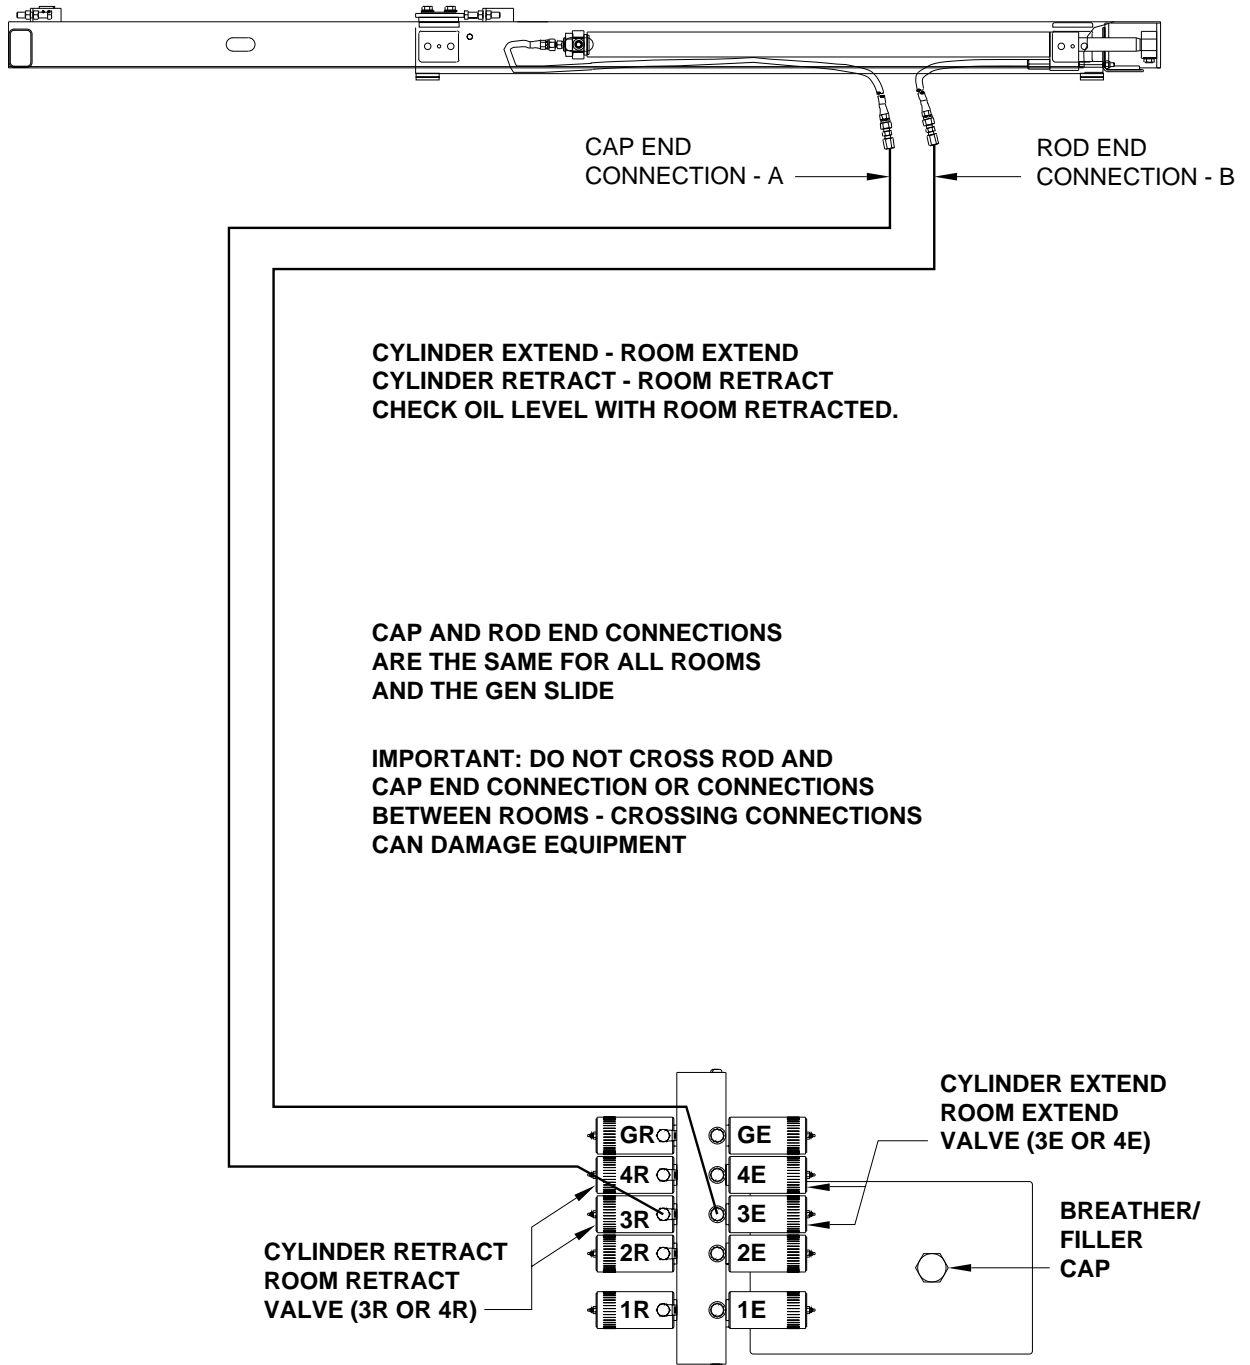 CAP END
CONNECTION - A
ROD END
CONNECTION - B
CYLINDER EXTEND - ROOM EXTEND
CYLINDER RETRACT - ROOM RETRACT
CHECK OIL LEVEL WITH ROOM RETRACTED.
CAP AND ROD END CONNECTIONS
ARE THE SAME FOR ALL ROOMS
AND THE GEN SLIDE
IMPORTANT: DO NOT CROSS ROD AND
CAP END CONNECTION OR CONNECTIONS
BETWEEN ROOMS - CROSSING CONNECTIONS
CAN DAMAGE EQUIPMENT
CYLINDER EXTEND
ROOM EXTEND
VALVE (3E OR 4E)
GR GE
4R 4E
3R 3E
2R 2E
1R 1E
BREATHER/
FILLER
CAP
CYLINDER RETRACT
ROOM RETRACT
VALVE (3R OR 4R)